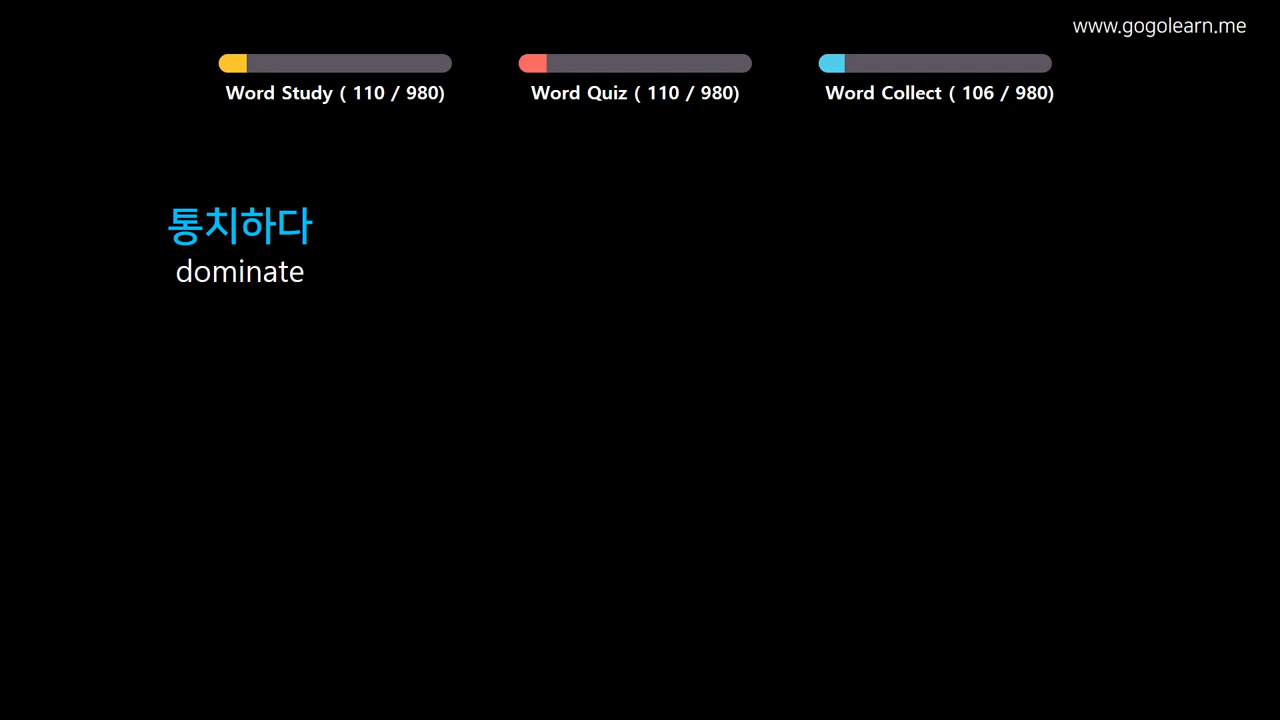 www.gogolearn.me
Word Study ( 110 / 980)
Word Quiz ( 110 / 980)
Word Collect ( 106 / 980)
통치하다
dominate